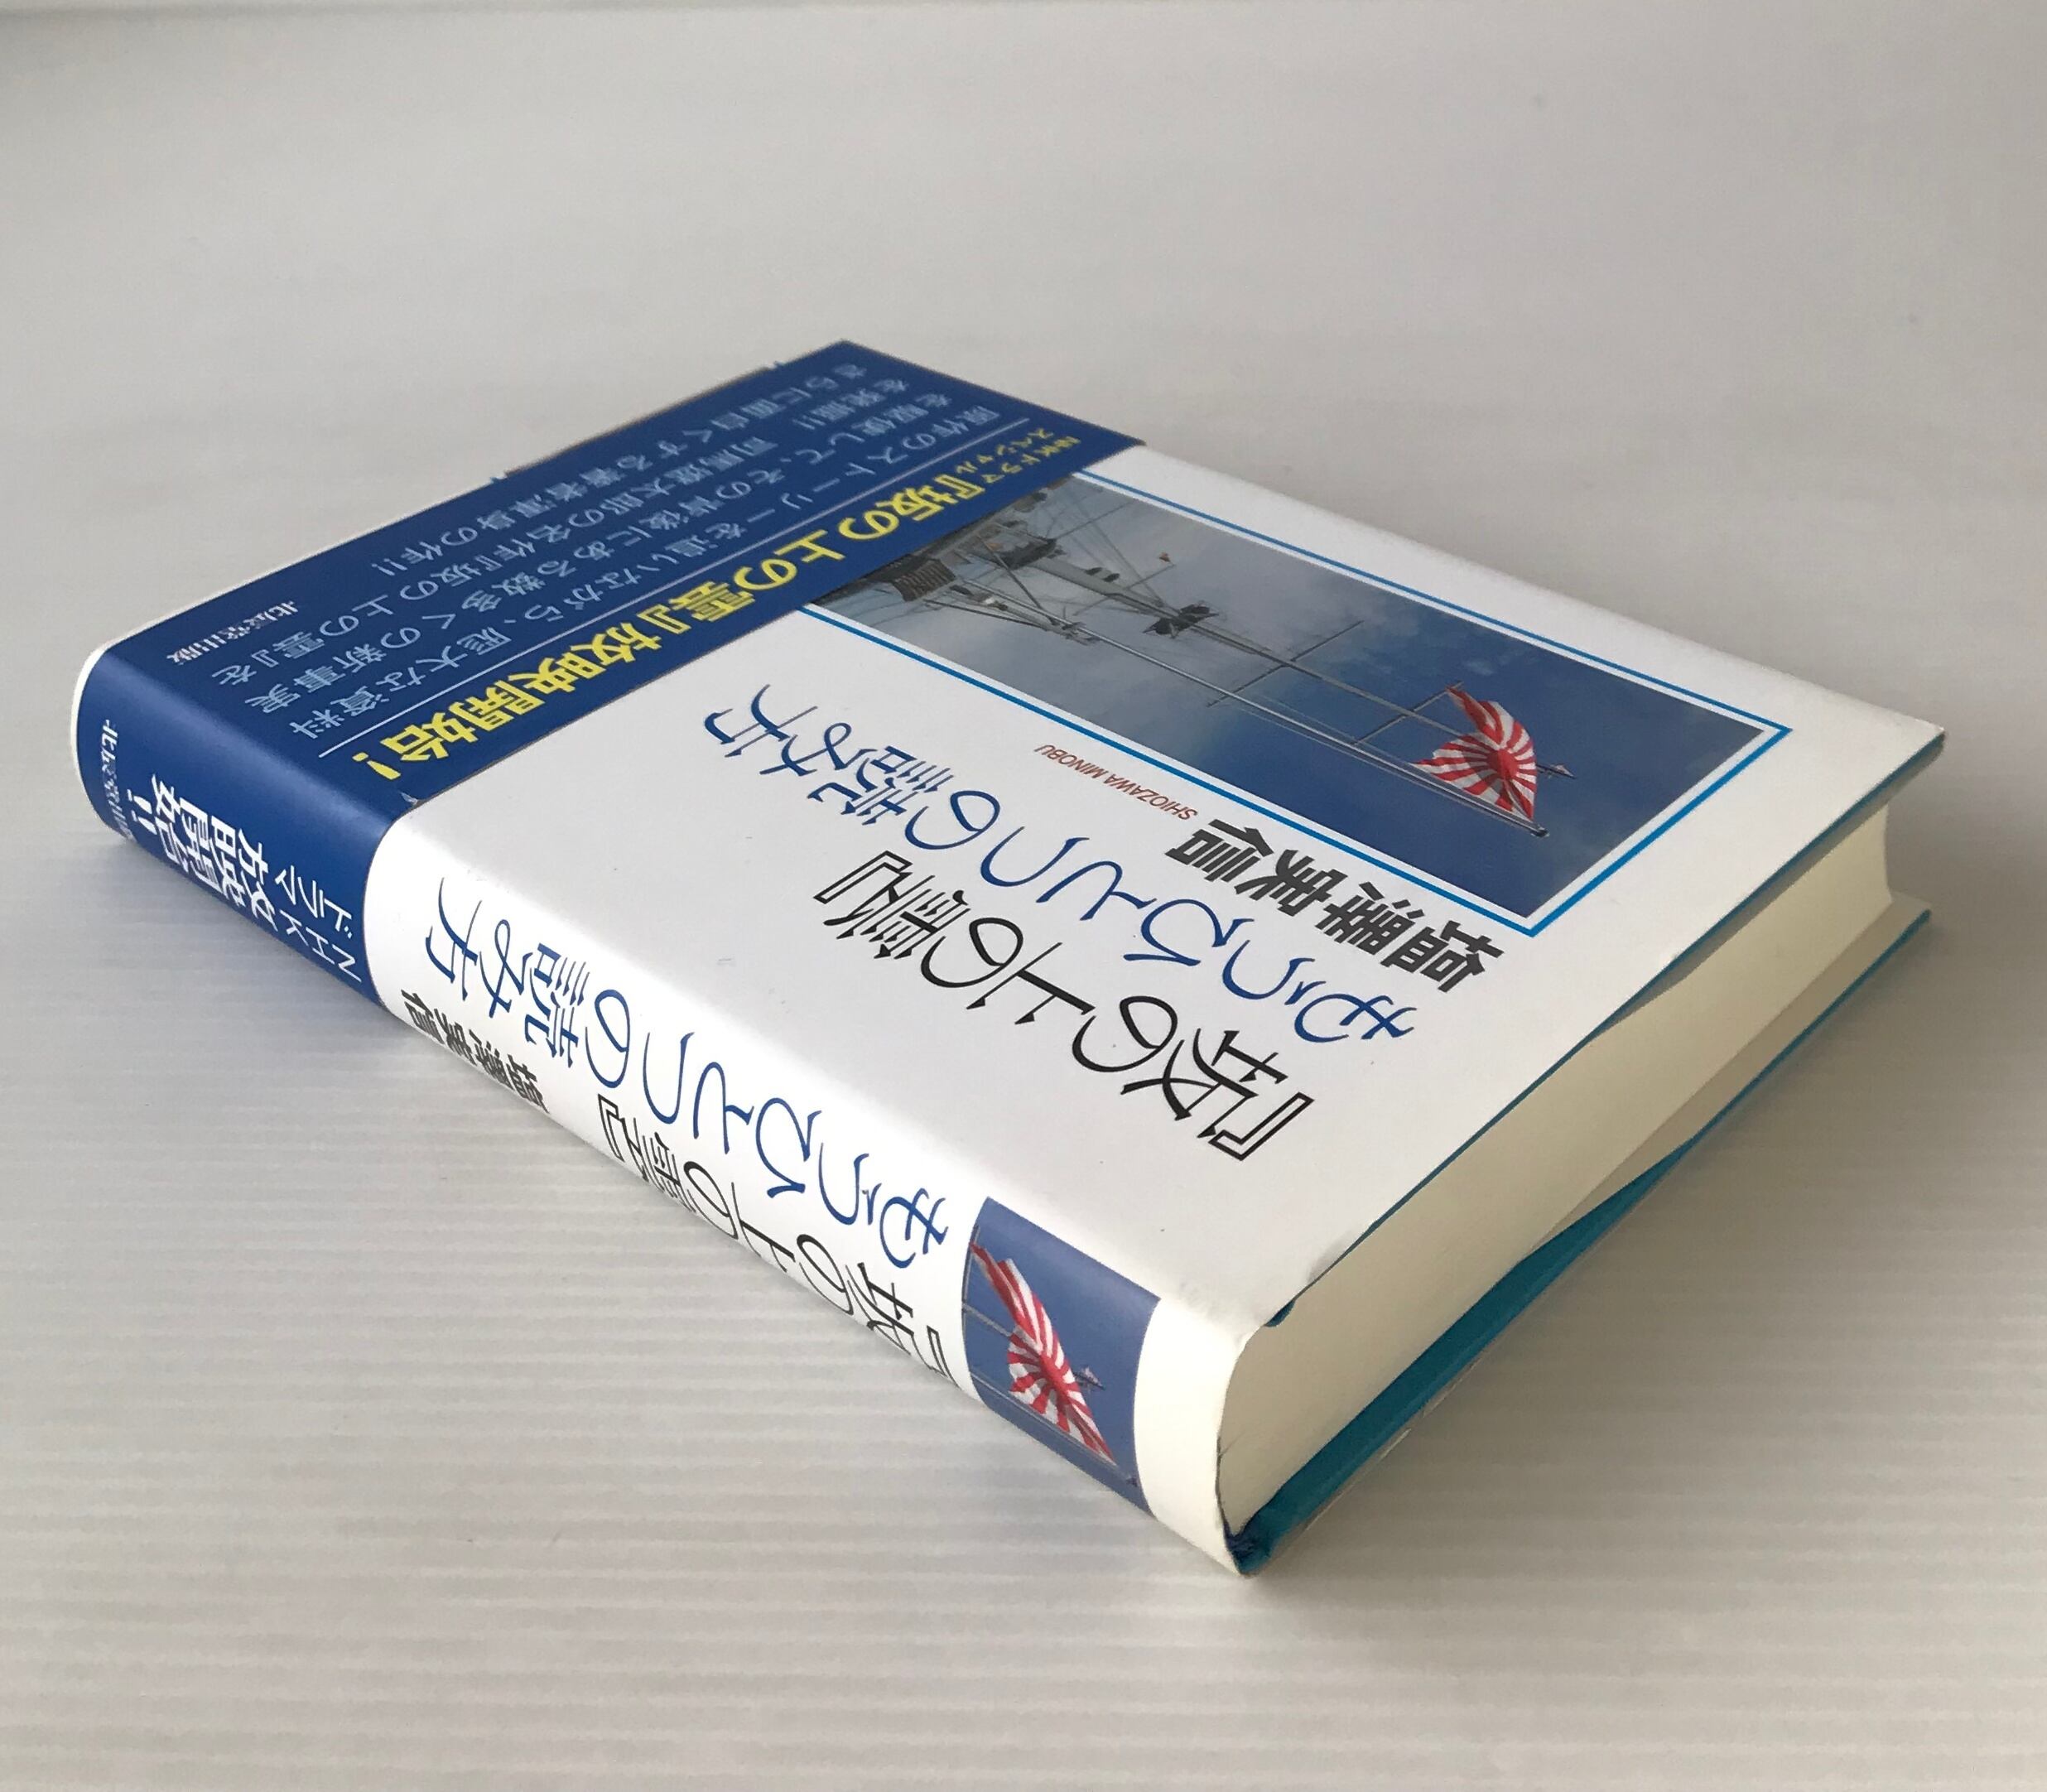 『坂の上の雲』
もうひとつの読み方
塩澤実信
SHIOZAWA MINOBU
NHKドラマ
スペシャル
『坂の上の雲』放映開始！
原作のストーリーを追いながら、厖大な資料
を駆使して、その背後にある数多くの新事実
を発掘!! 司馬遼太郎の名作『坂の上の雲』を
さらに面白くする著者渾身の作!!
北辰堂出版
『坂の上の雲』
もうひとつの読み方
塩澤実信
NHK
ドラマ
放映開始!!
北辰堂出版